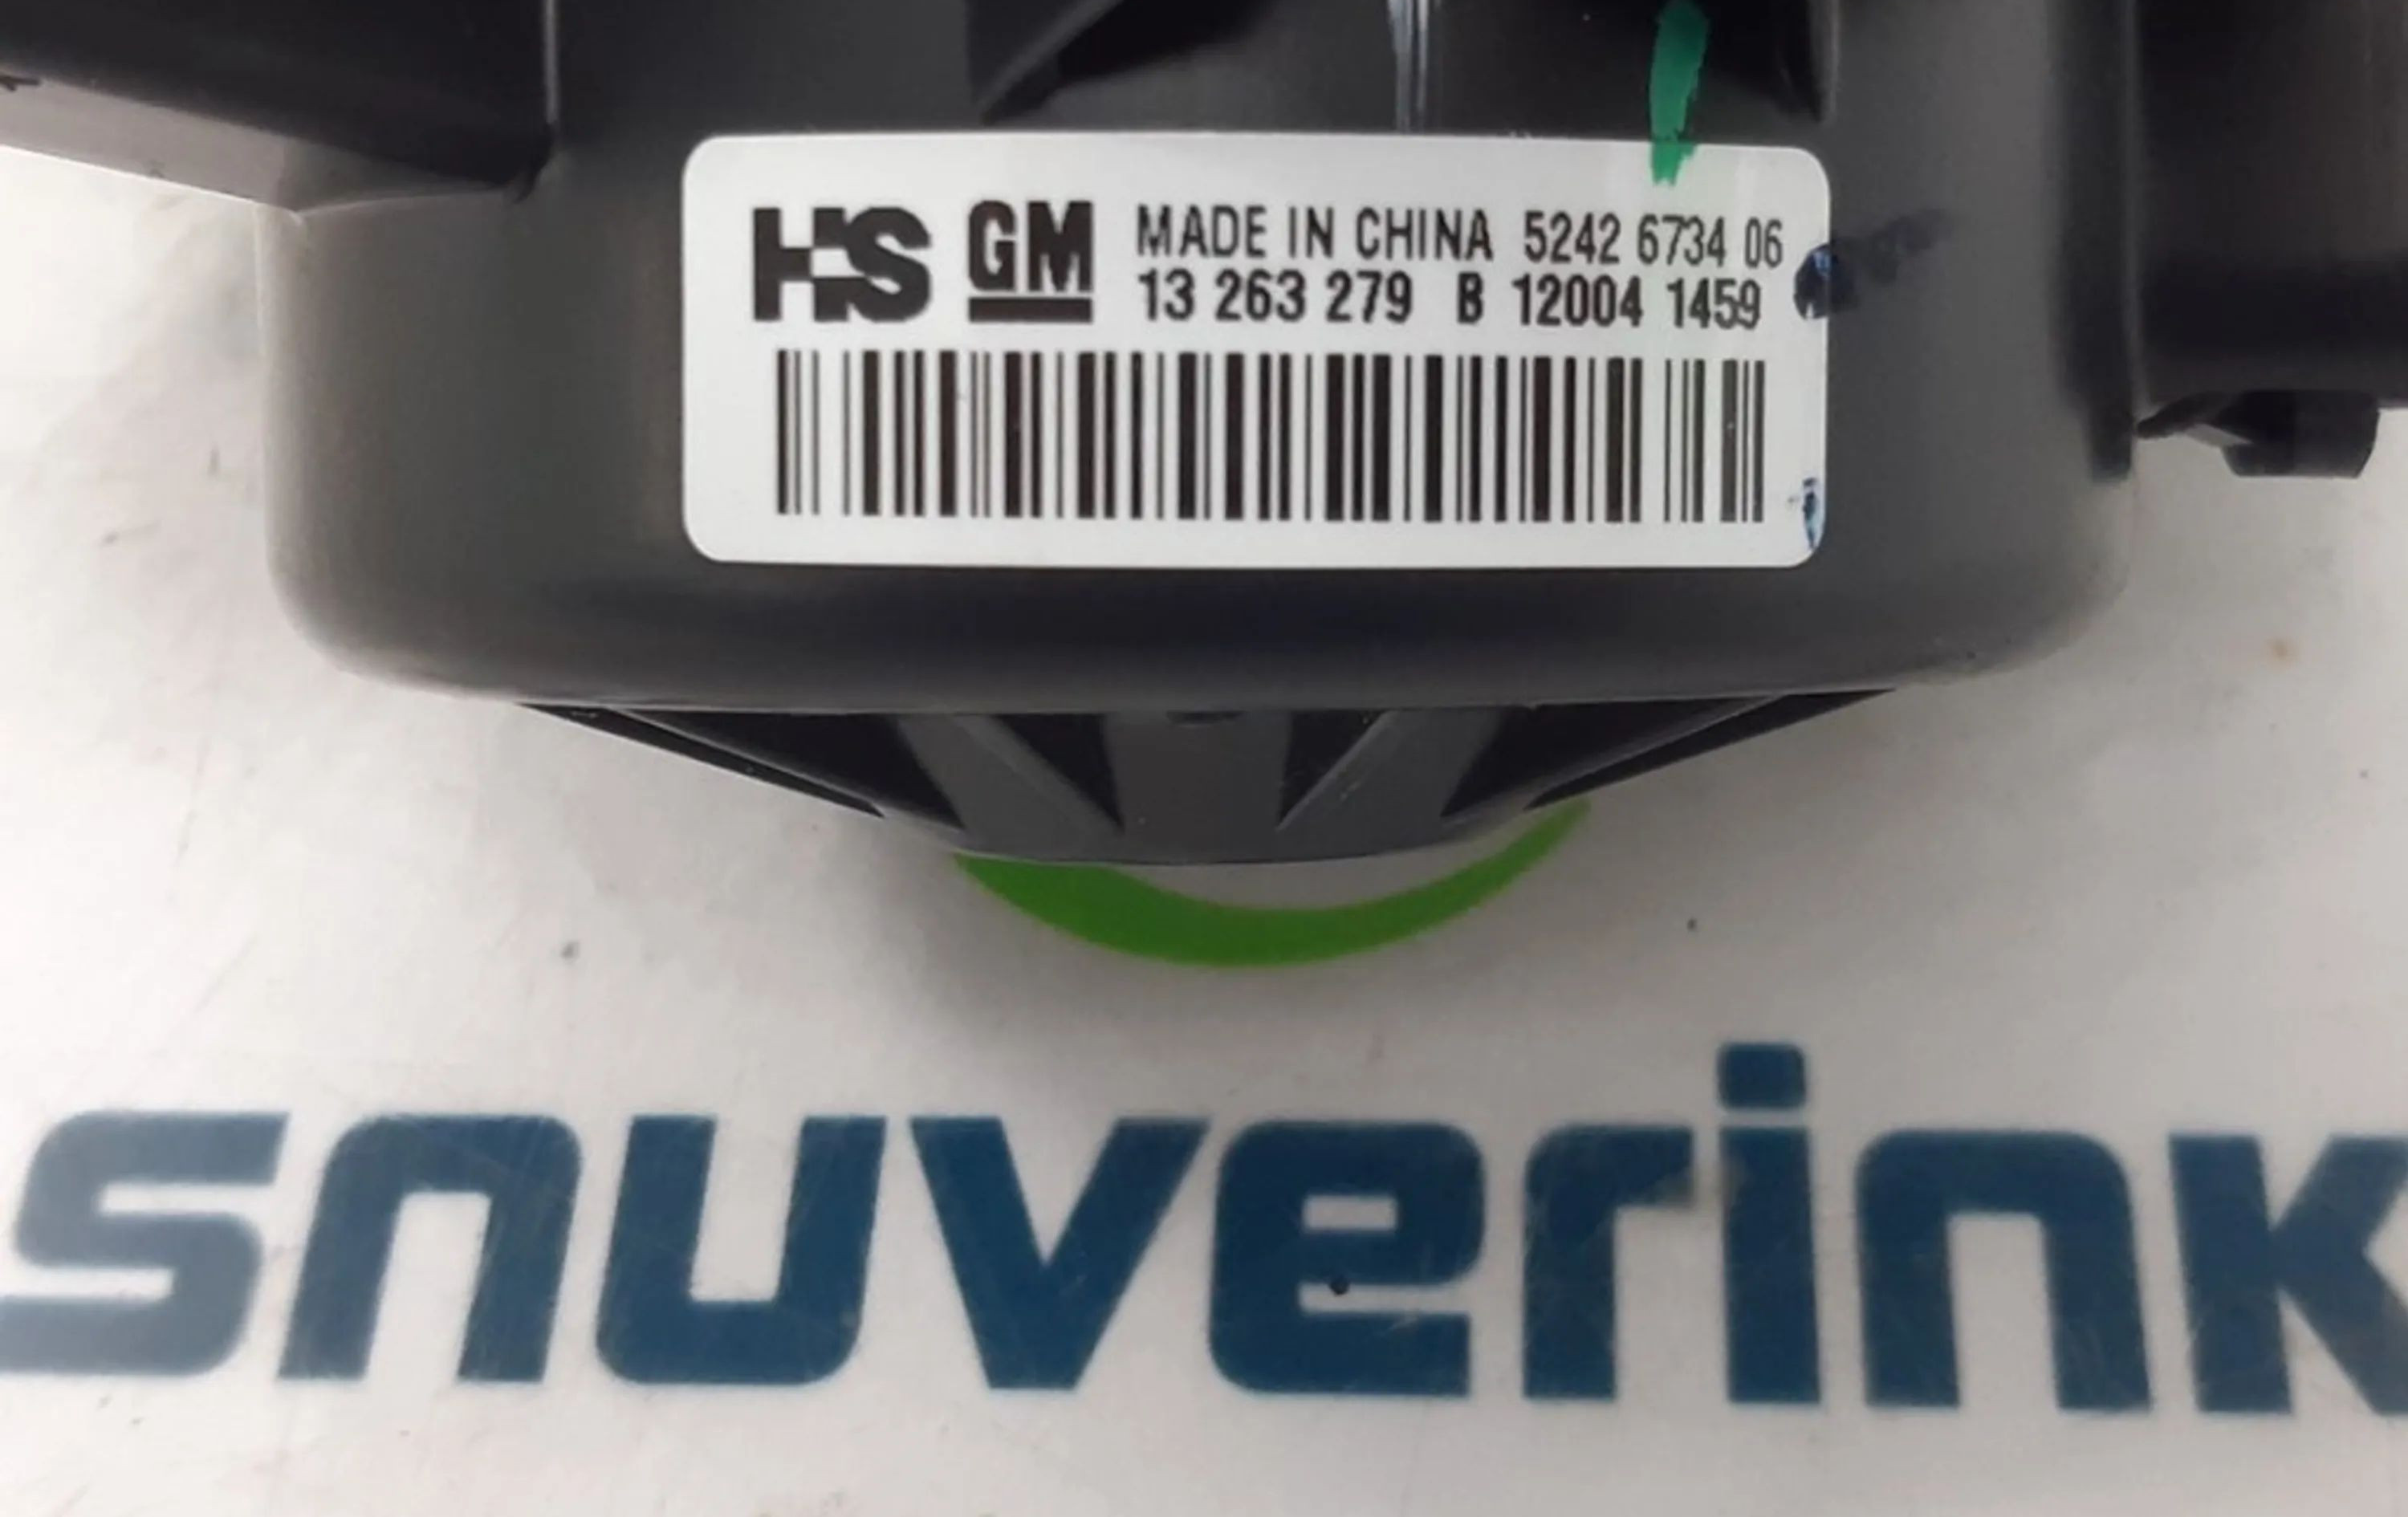 HS GM MADE IN CHINA 5242 6734 06
13 263 279 B 12004 1459
snuverink